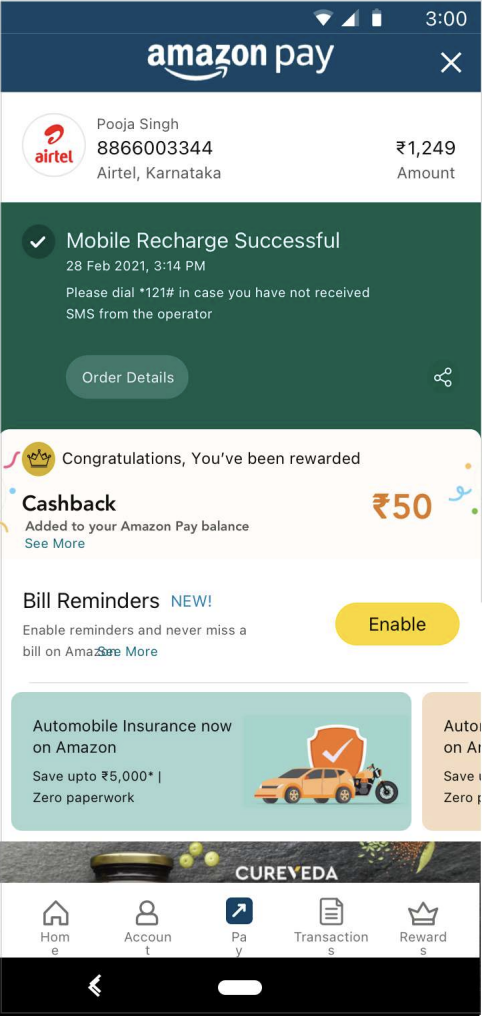 3:00
amazon pay
Pooja Singh
airtel
8866003344
₹1,249
Airtel, Karnataka
Amount
Mobile Recharge Successful
28 Feb 2021, 3:14 PM
Please dial *121# in case you have not received
SMS from the operator
Order Details
Congratulations, You've been rewarded
Cashback
₹50
Added to your Amazon Pay balance
See More
Bill Reminders NEW!
Enable
Enable reminders and never miss a
bill on Amazon
See More
Automobile Insurance now
on Amazon
Save upto ₹5,000* |
Zero paperwork
Auto
on
Save
Zero
CUREVEDA
Hom
e
Accoun
t
Pa
y
Transaction
s
Reward
s